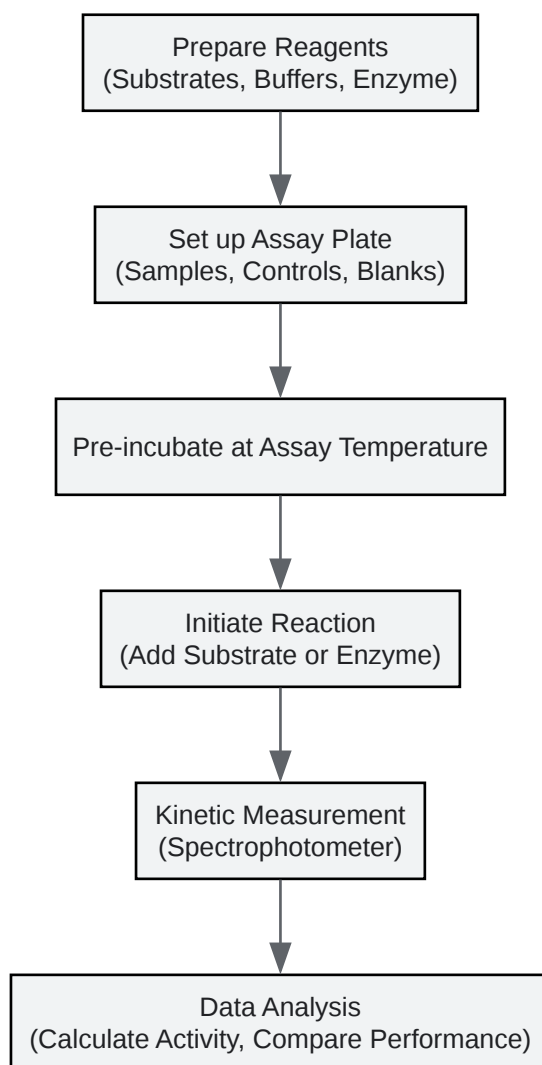 Prepare Reagents
(Substrates, Buffers, Enzyme)
Set up Assay Plate
(Samples, Controls, Blanks)
Pre-incubate at Assay Temperature
Initiate Reaction
(Add Substrate or Enzyme)
Kinetic Measurement
(Spectrophotometer)
Data Analysis
(Calculate Activity, Compare Performance)